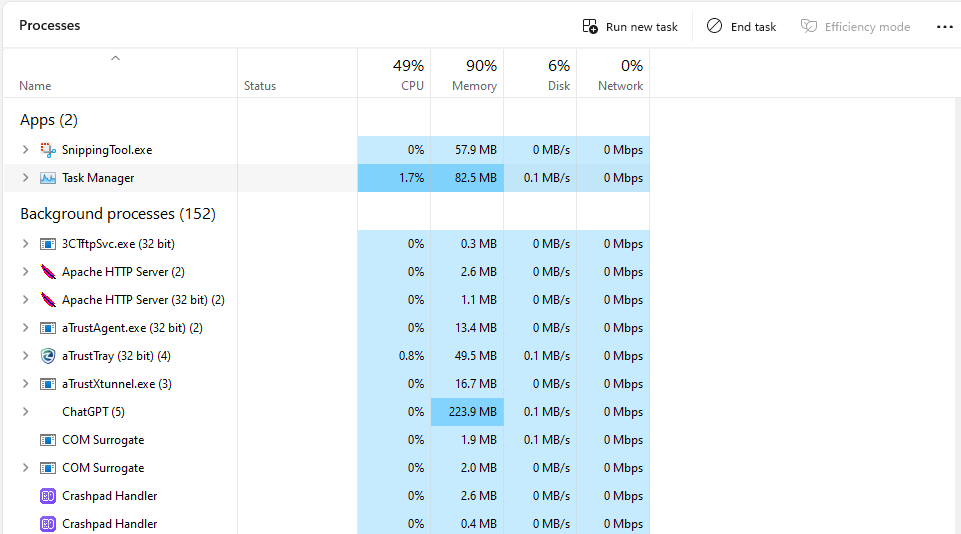 Processes Run new task End task Efficiency mode ...
49% 90% 6% 0%
Name Status CPU Memory Disk Network
Apps (2)
SnippingTool.exe 0% 57.9 MB 0 MB/s 0 Mbps
Task Manager 1.7% 82.5 MB 0.1 MB/s 0 Mbps
Background processes (152)
3CTftpSvc.exe (32 bit) 0% 0.3 MB 0 MB/s 0 Mbps
Apache HTTP Server (2) 0% 2.6 MB 0 MB/s 0 Mbps
Apache HTTP Server (32 bit) (2) 0% 1.1 MB 0 MB/s 0 Mbps
aTrustAgent.exe (32 bit) (2) 0% 13.4 MB 0 MB/s 0 Mbps
aTrustTray (32 bit) (4) 0.8% 49.5 MB 0.1 MB/s 0 Mbps
aTrustXtunnel.exe (3) 0% 16.7 MB 0 MB/s 0 Mbps
ChatGPT (5) 0% 223.9 MB 0.1 MB/s 0 Mbps
COM Surrogate 0% 1.9 MB 0.1 MB/s 0 Mbps
COM Surrogate 0% 2.0 MB 0 MB/s 0 Mbps
Crashpad Handler 0% 2.6 MB 0 MB/s 0 Mbps
Crashpad Handler 0% 0.4 MB 0 MB/s 0 Mbps